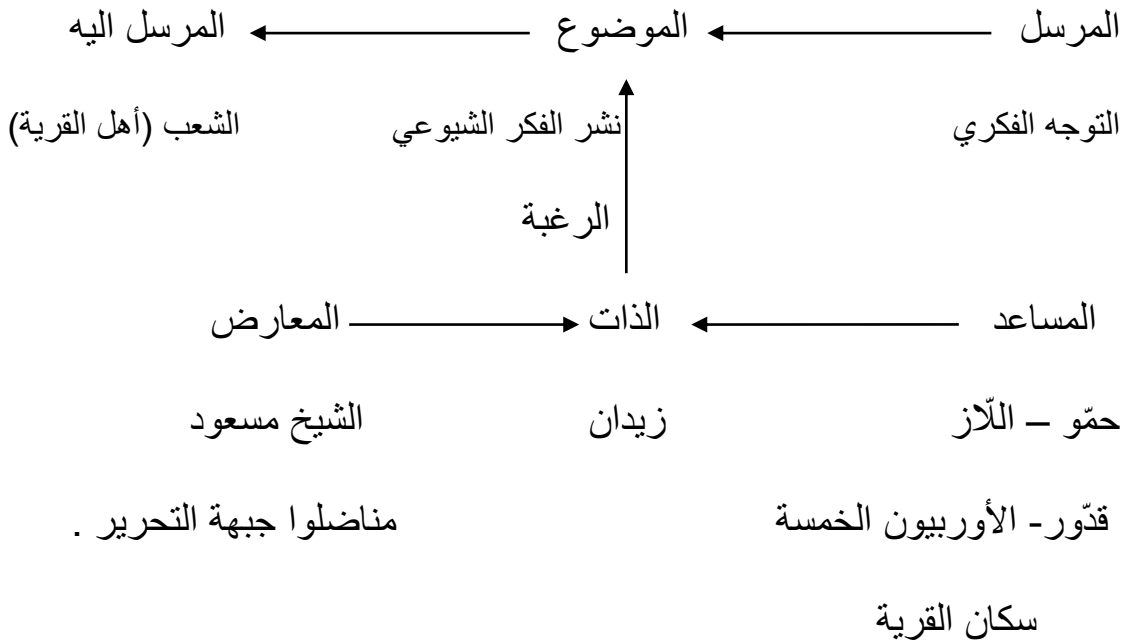 المرسل الموضوع المرسل اليه
التوجه الفكري نشر الفكر الشيوعي الشعب (أهل القرية)
الرغبة
المساعد الذات المعارض
حمّو – اللّاز زيدان الشيخ مسعود
قدّور- الأوربيون الخمسة مناضلوا جبهة التحرير .
سكان القرية